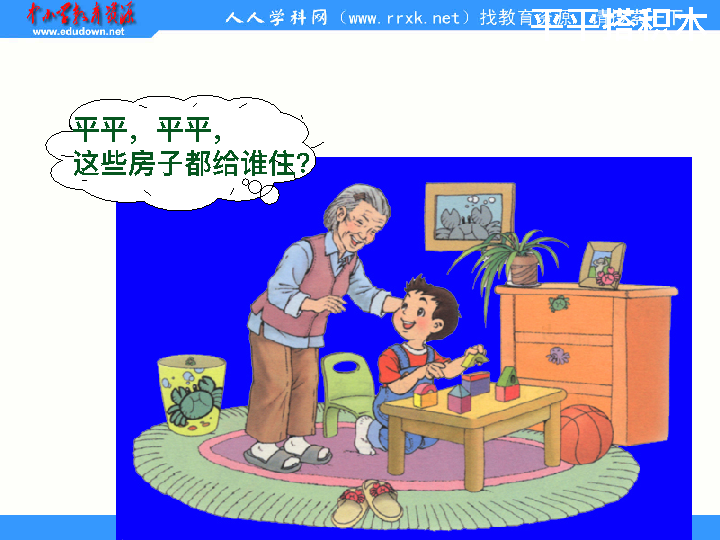 中小学教育资源
www.edudown.net
人人学科网（www.rrxk.net）找教育资源
平平搭积木
平平，平平，
这些房子都给谁住？